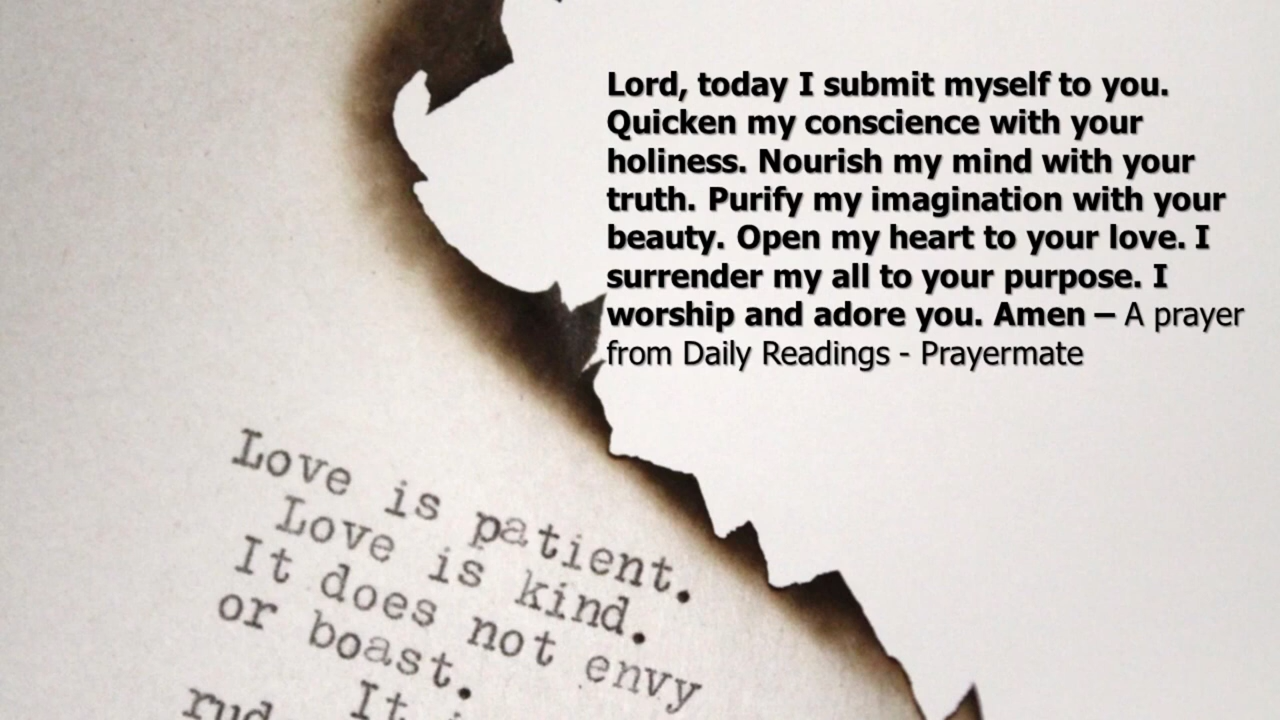 Lord, today I submit myself to you.
Quicken my conscience with your
holiness. Nourish my mind with your
truth. Purify my imagination with your
beauty. Open my heart to your love. I
surrender my all to your purpose. I
worship and adore you. Amen – A prayer
from Daily Readings - Prayermate
Love is patient.
Love is kind.
It does not envy
or boast.
It